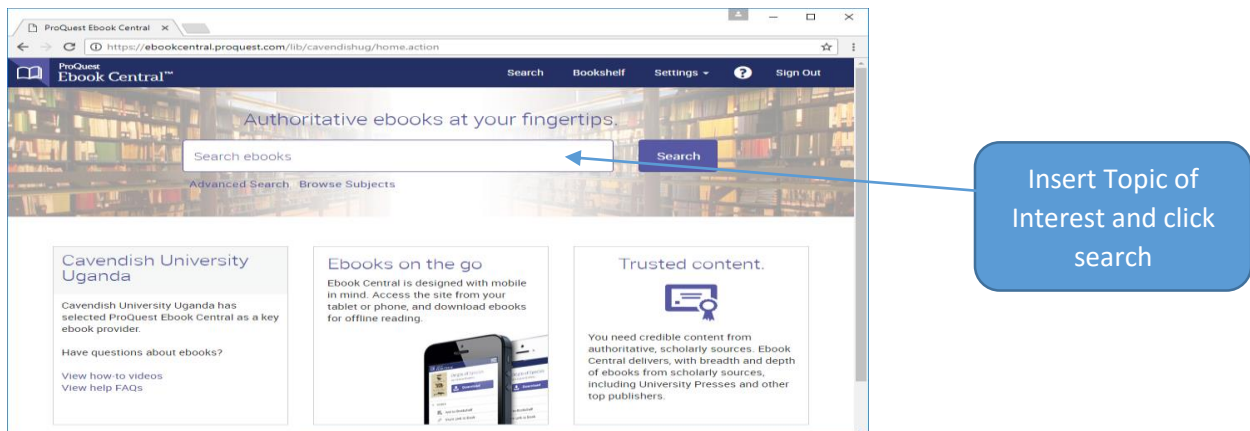 ProQuest Ebook Central
https://ebookcentral.proquest.com/lib/cavendishug/home.action
ProQuest
Ebook Central™
Search Bookshelf Settings ? Sign Out
Authoritative ebooks at your fingertips.
Search ebooks
Search
Advanced Search Browse Subjects
Insert Topic of
Interest and click
search
Cavendish University
Uganda
Cavendish University Uganda has
selected ProQuest Ebook Central as a key
ebook provider.
Have questions about ebooks?
View how-to videos
View help FAQs
Ebooks on the go
Ebook Central is designed with mobile
in mind. Access the site from your
tablet or phone, and download ebooks
for offline reading.
Trusted content.
You need credible content from
authoritative, scholarly sources. Ebook
Central delivers, with breadth and depth
of ebooks from scholarly sources,
including University Presses and other
top publishers.